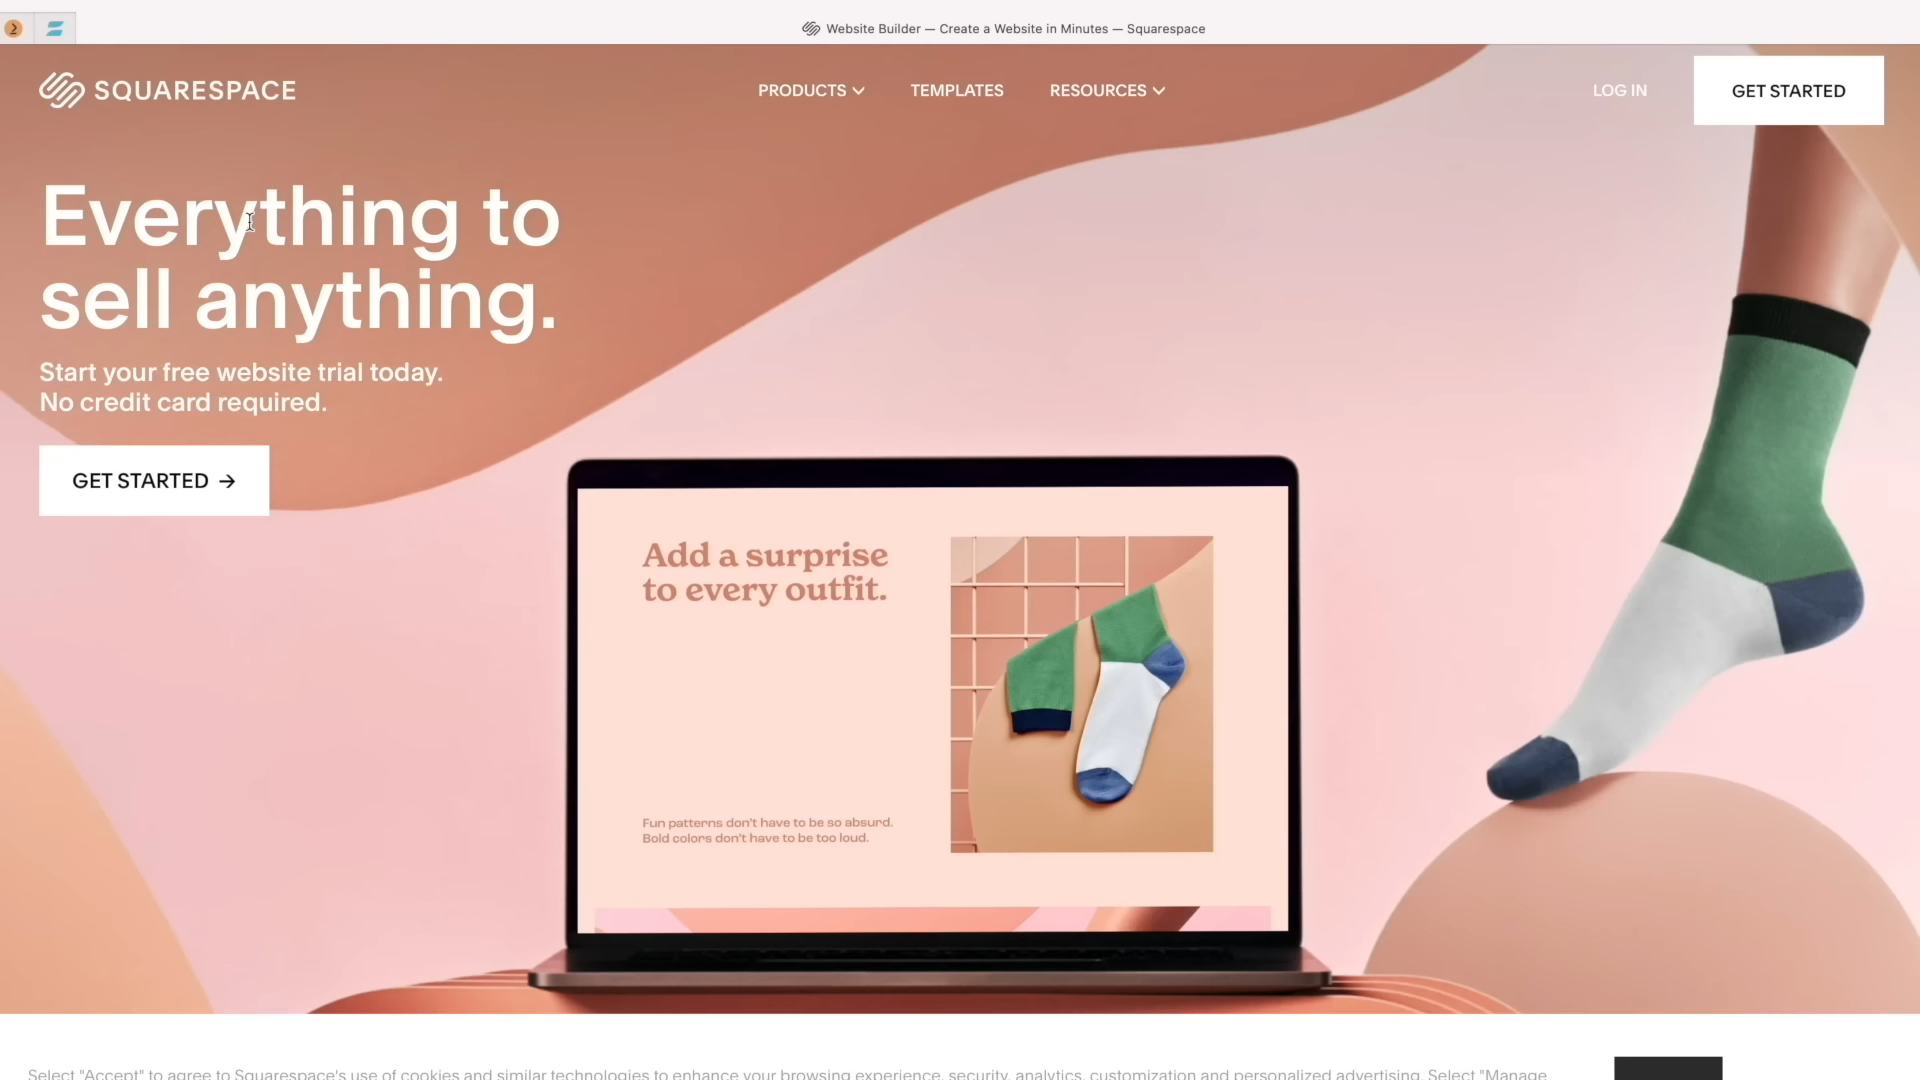 2
Website Builder — Create a Website in Minutes — Squarespace
SQUARESPACE
PRODUCTS
TEMPLATES
RESOURCES
LOG IN
GET STARTED
Everything to
sell anything.
Start your free website trial today.
No credit card required.
GET STARTED →
Add a surprise
to every outfit.
Fun patterns don't have to be so absurd.
Bold colors don't have to be too loud.
Select "Accept" to agree to Squarespace's use of cookies and similar technologies to enhance your browsing experience, security, analytics, customization and personalized advertising. Select "Manage